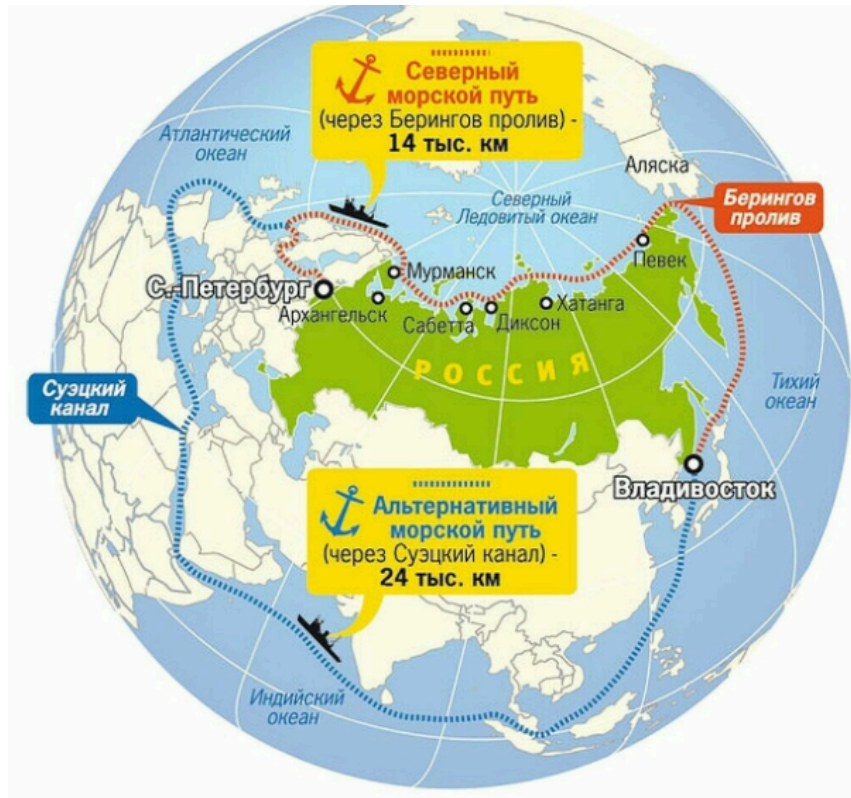 Северный
морской путь
(через Берингов пролив) -
14 тыс. км
Атлантический
океан
Аляска
Северный
Ледовитый океан
Берингов
пролив
Певек
Мурманск
С.-Петербург
Архангельск
Сабетта
Диксон
Хатанга
РОССИЯ
Суэцкий
канал
Тихий
океан
Владивосток
Альтернативный
морской путь
(через Суэцкий канал) -
24 тыс. км
Индийский
океан